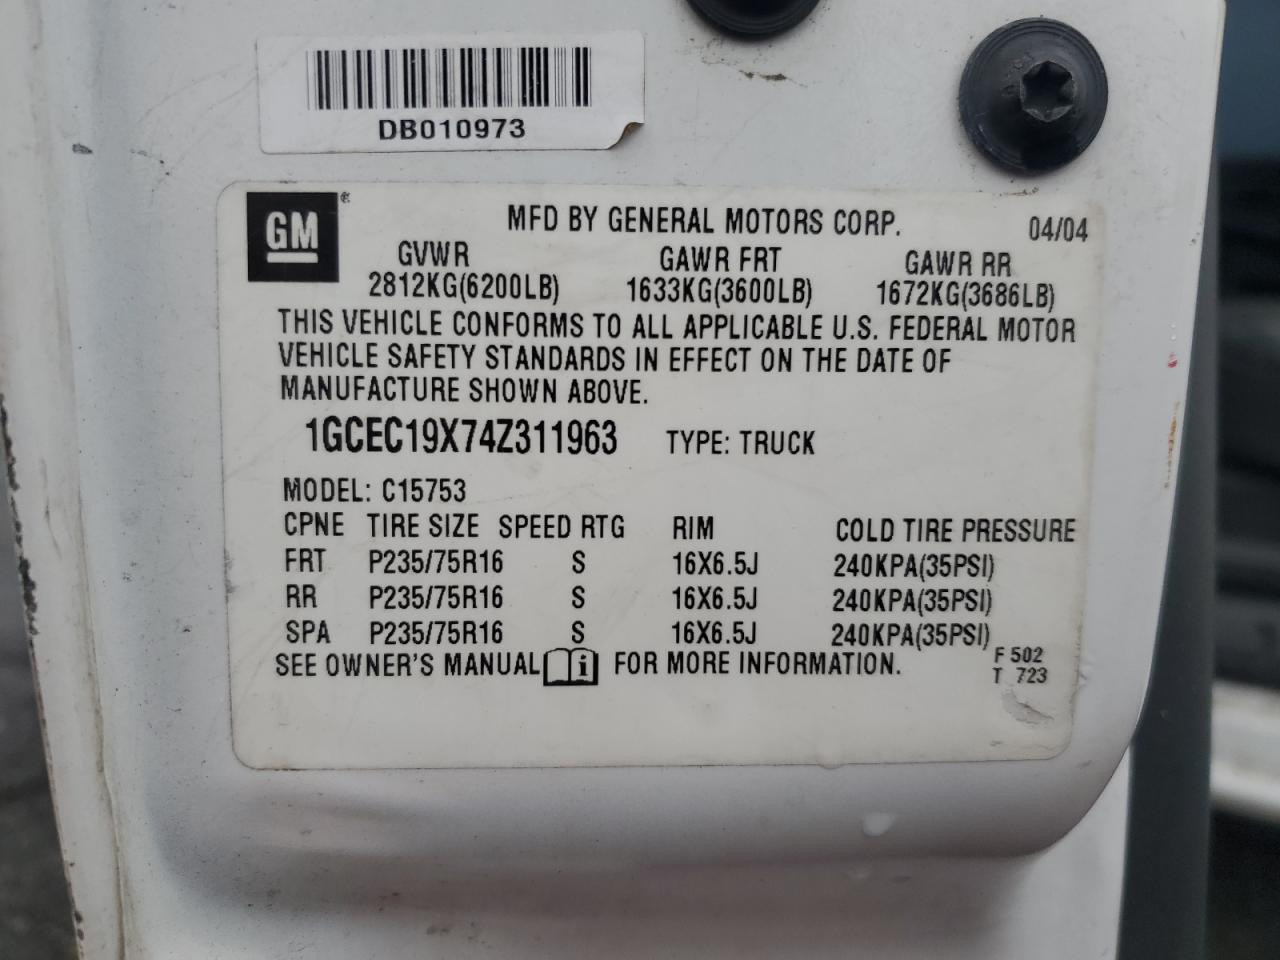 DB010973
GM ® MFD BY GENERAL MOTORS CORP. 04/04
GVWR GAWR FRT GAWR RR
2812KG(6200LB) 1633KG(3600LB) 1672KG(3686LB)
THIS VEHICLE CONFORMS TO ALL APPLICABLE U.S. FEDERAL MOTOR
VEHICLE SAFETY STANDARDS IN EFFECT ON THE DATE OF
MANUFACTURE SHOWN ABOVE.
1GCEC19X74Z311963 TYPE: TRUCK
MODEL: C15753
CPNE TIRE SIZE SPEED RTG RIM COLD TIRE PRESSURE
FRT P235/75R16 S 16X6.5J 240KPA(35PSI)
RR P235/75R16 S 16X6.5J 240KPA(35PSI)
SPA P235/75R16 S 16X6.5J 240KPA(35PSI)
SEE OWNER'S MANUAL i FOR MORE INFORMATION.
F 502
T 723